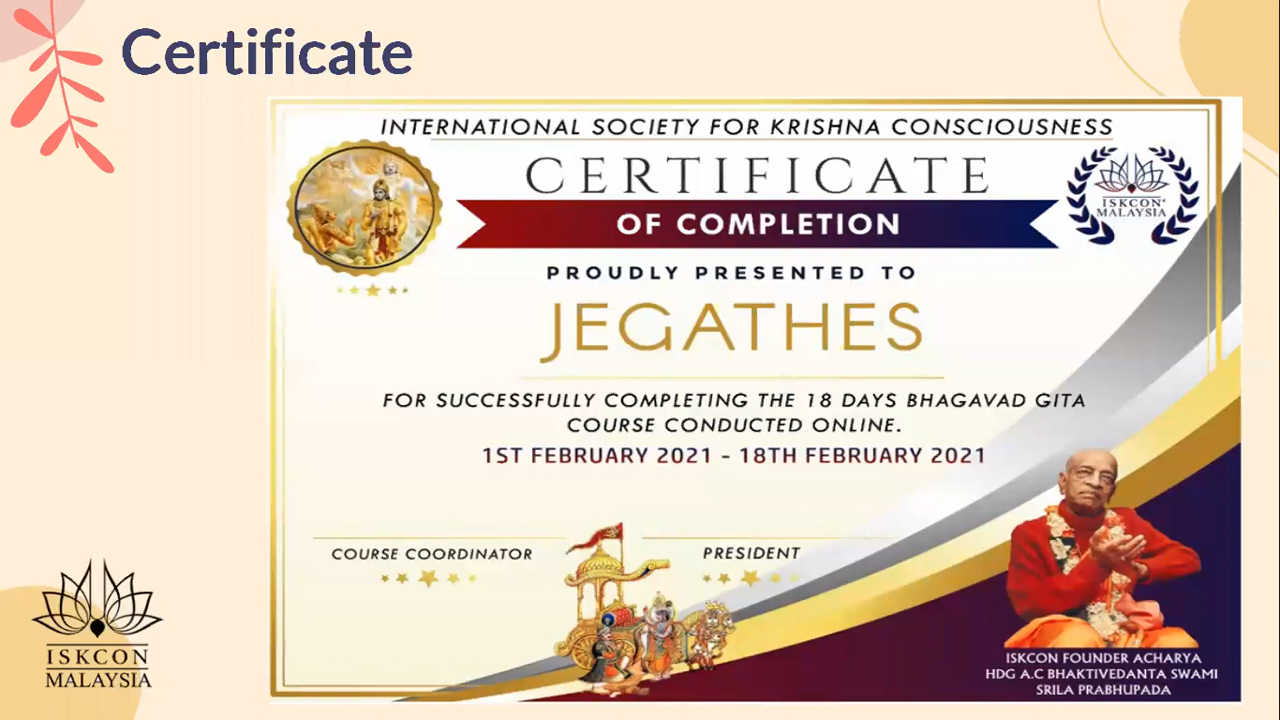 Certificate
INTERNATIONAL SOCIETY FOR KRISHNA CONSCIOUSNESS
CERTIFICATE
OF COMPLETION
ISKCON
MALAYSIA
PROUDLY PRESENTED TO
JEGATHES
FOR SUCCESSFULLY COMPLETING THE 18 DAYS BHAGAVAD GITA
COURSE CONDUCTED ONLINE.
1ST FEBRUARY 2021 - 18TH FEBRUARY 2021
COURSE COORDINATOR
PRESIDENT
ISKCON
MALAYSIA
ISKCON FOUNDER ACHARYA
HDG A.C BHAKTIVEDANTA SWAMI
SRILA PRABHUPADA